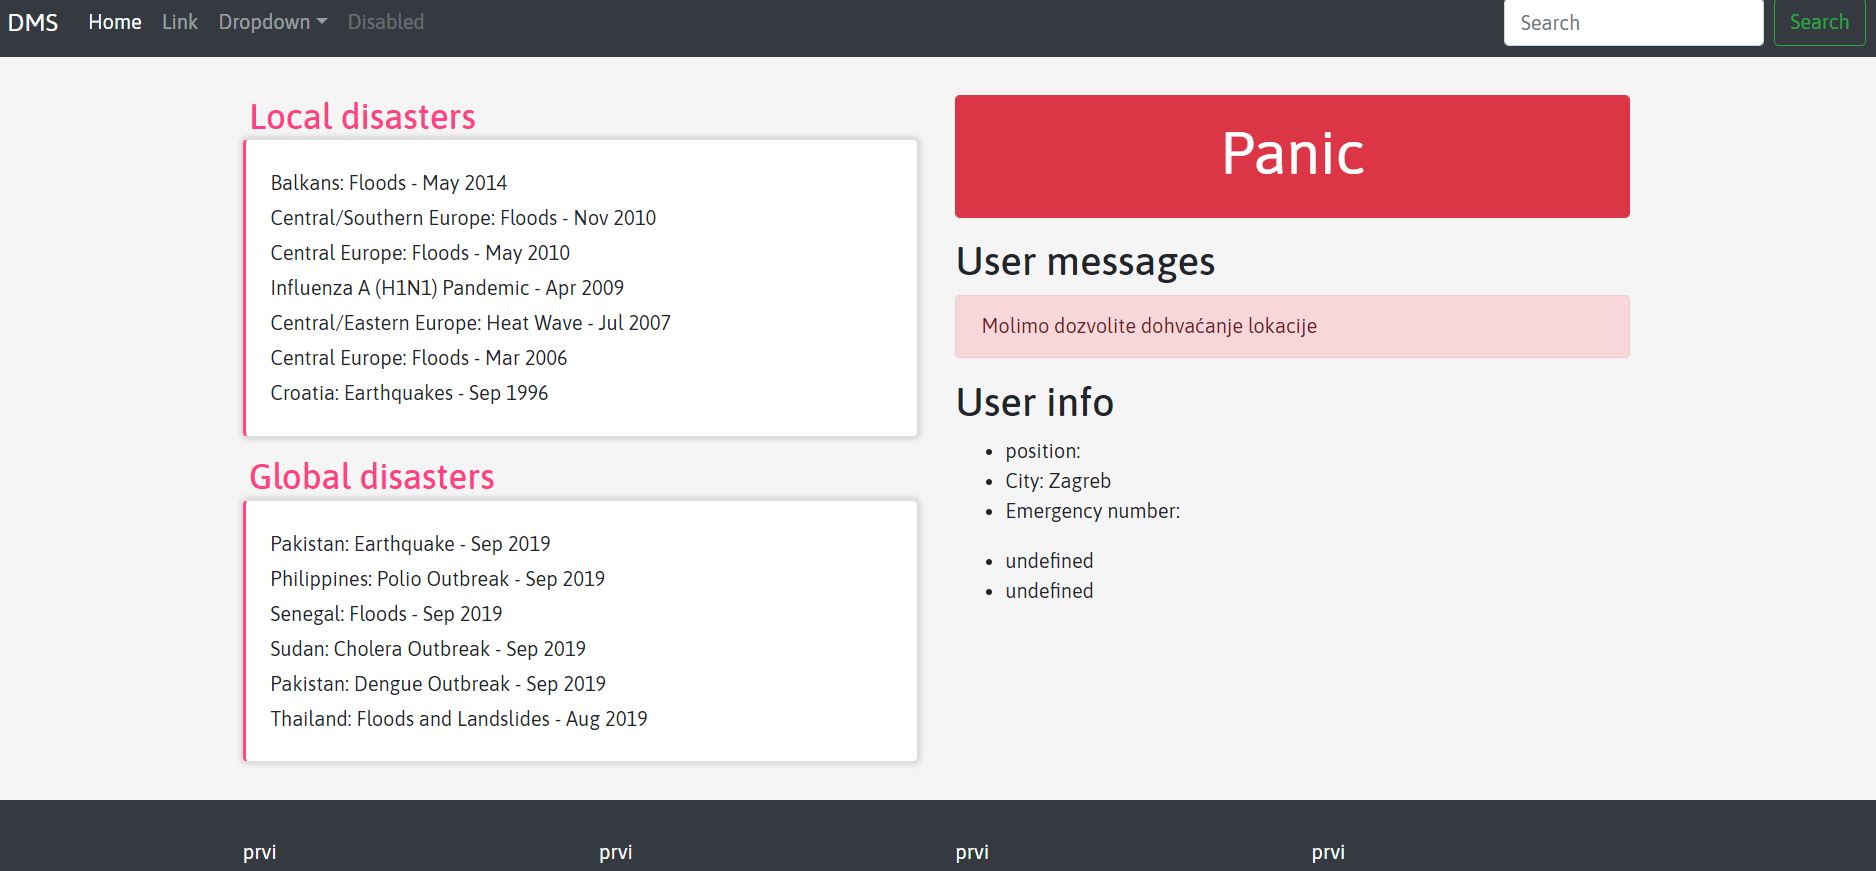 DMS Home Link Dropdown Disabled Search Search
Local disasters
Balkans: Floods - May 2014
Central/Southern Europe: Floods - Nov 2010
Central Europe: Floods - May 2010
Influenza A (H1N1) Pandemic - Apr 2009
Central/Eastern Europe: Heat Wave - Jul 2007
Central Europe: Floods - Mar 2006
Croatia: Earthquakes - Sep 1996
Global disasters
Pakistan: Earthquake - Sep 2019
Philippines: Polio Outbreak - Sep 2019
Senegal: Floods - Sep 2019
Sudan: Cholera Outbreak - Sep 2019
Pakistan: Dengue Outbreak - Sep 2019
Thailand: Floods and Landslides - Aug 2019
Panic
User messages
Molimo dozvolite dohvaćanje lokacije
User info
position:
City: Zagreb
Emergency number:
undefined
undefined
prvi prvi prvi prvi